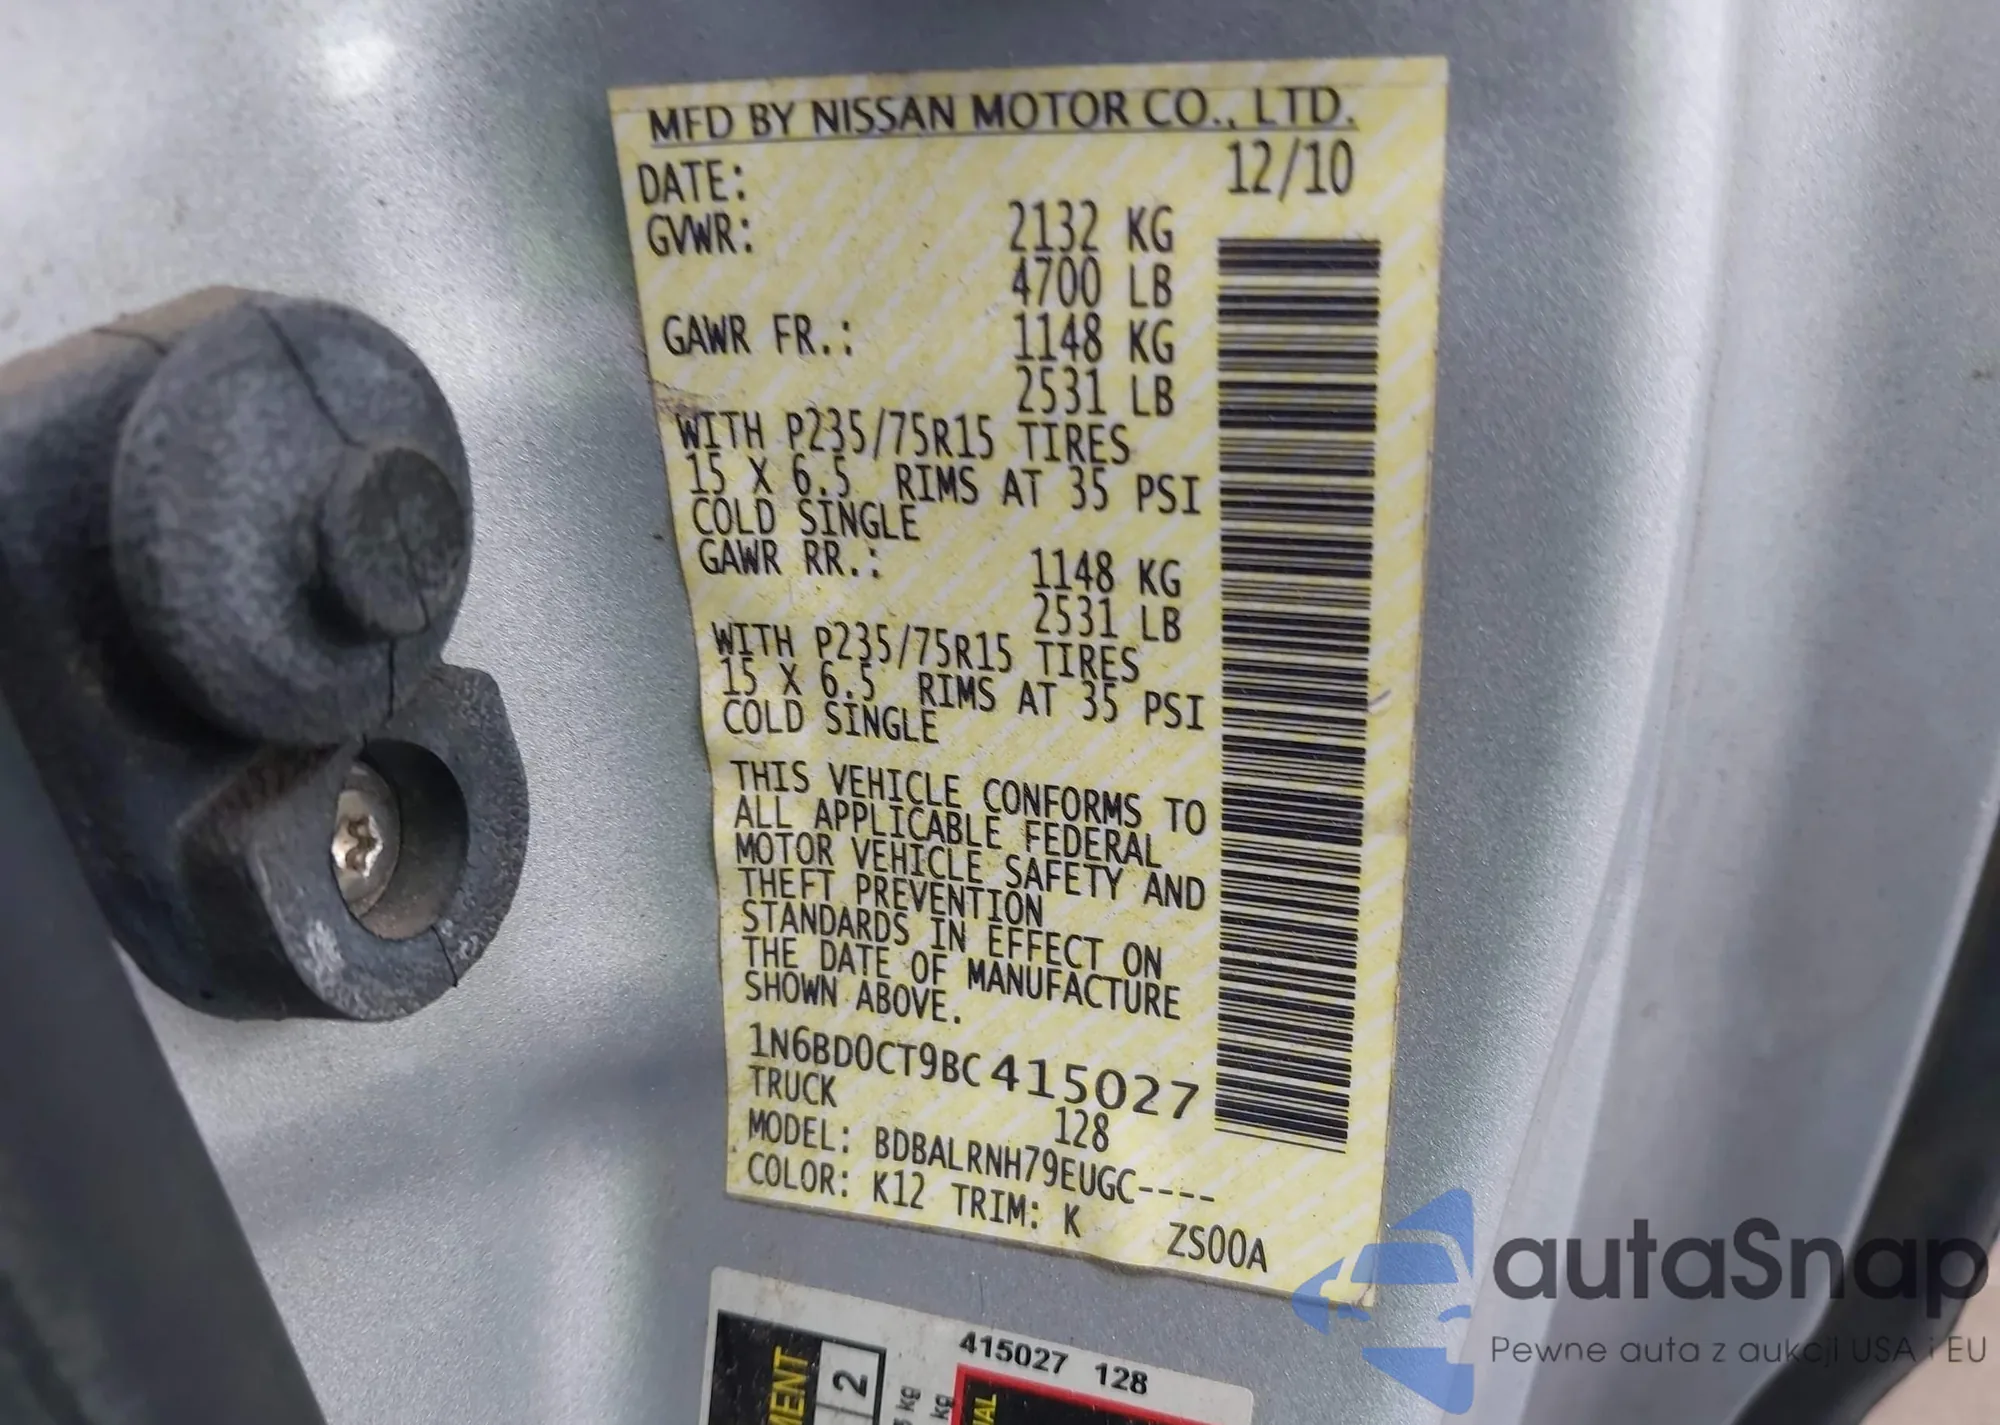 MFD BY NISSAN MOTOR CO., LTD.
DATE: 12/10
GVWR: 2132 KG
4700 LB
GAWR FR.: 1148 KG
2531 LB
WITH P235/75R15 TIRES
15 X 6.5 RIMS AT 35 PSI
COLD SINGLE
GAWR RR.: 1148 KG
2531 LB
WITH P235/75R15 TIRES
15 X 6.5 RIMS AT 35 PSI
COLD SINGLE
THIS VEHICLE CONFORMS TO
ALL APPLICABLE FEDERAL
MOTOR VEHICLE SAFETY AND
THEFT PREVENTION
STANDARDS IN EFFECT ON
THE DATE OF MANUFACTURE
SHOWN ABOVE.
1N6BD0CT9BC415027
TRUCK 128
MODEL: BDBALRNH79EUGC----
COLOR: K12 TRIM: K ZS00A
415027 128
2
kg
kg
autaSnap
Pewne auta z aukcji USA i EU